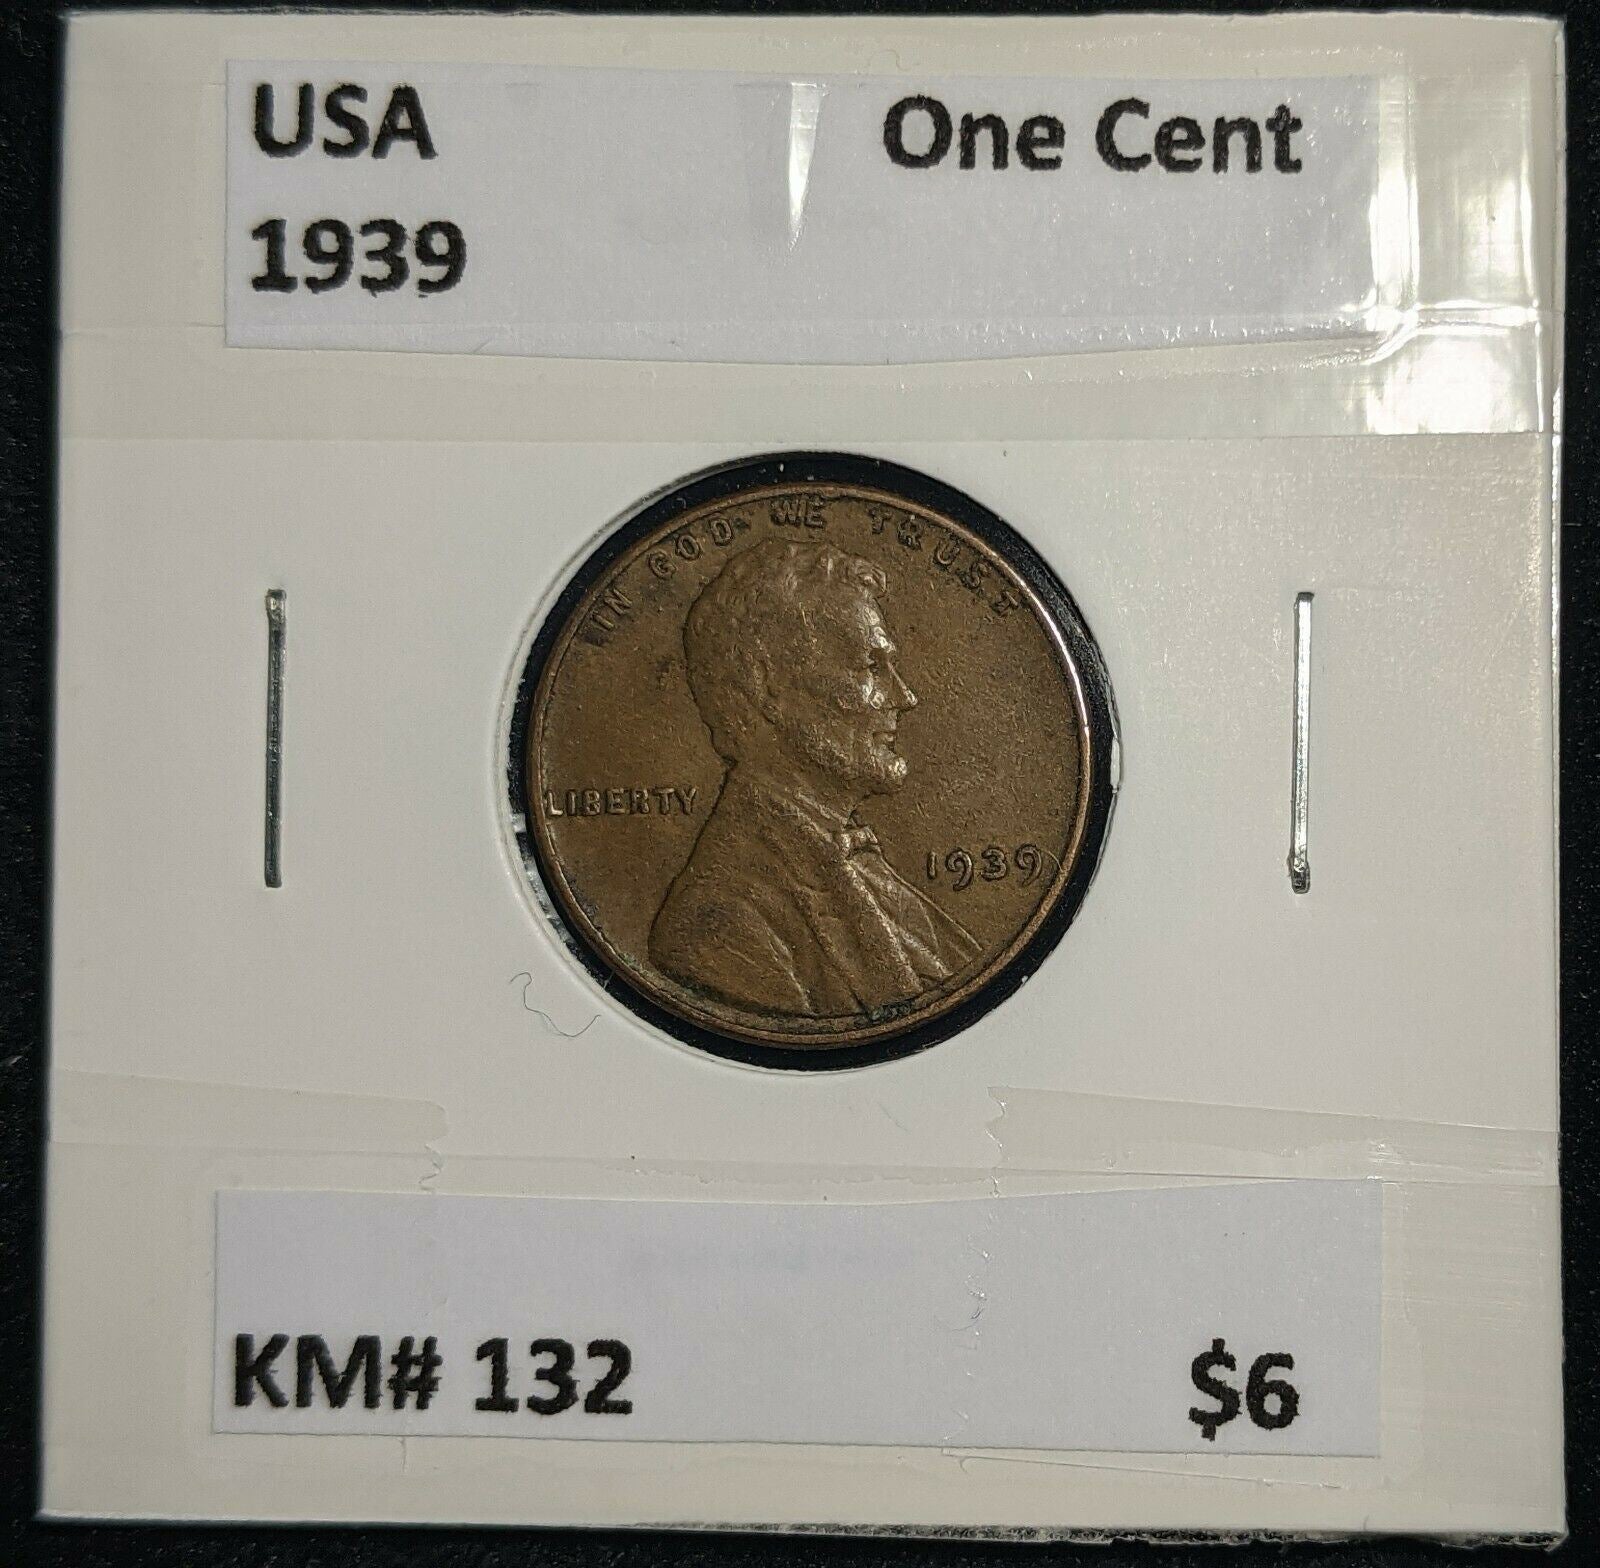 USA One Cent
1939
IN GOD WE TRUST
LIBERTY
1939
KM# 132 $6